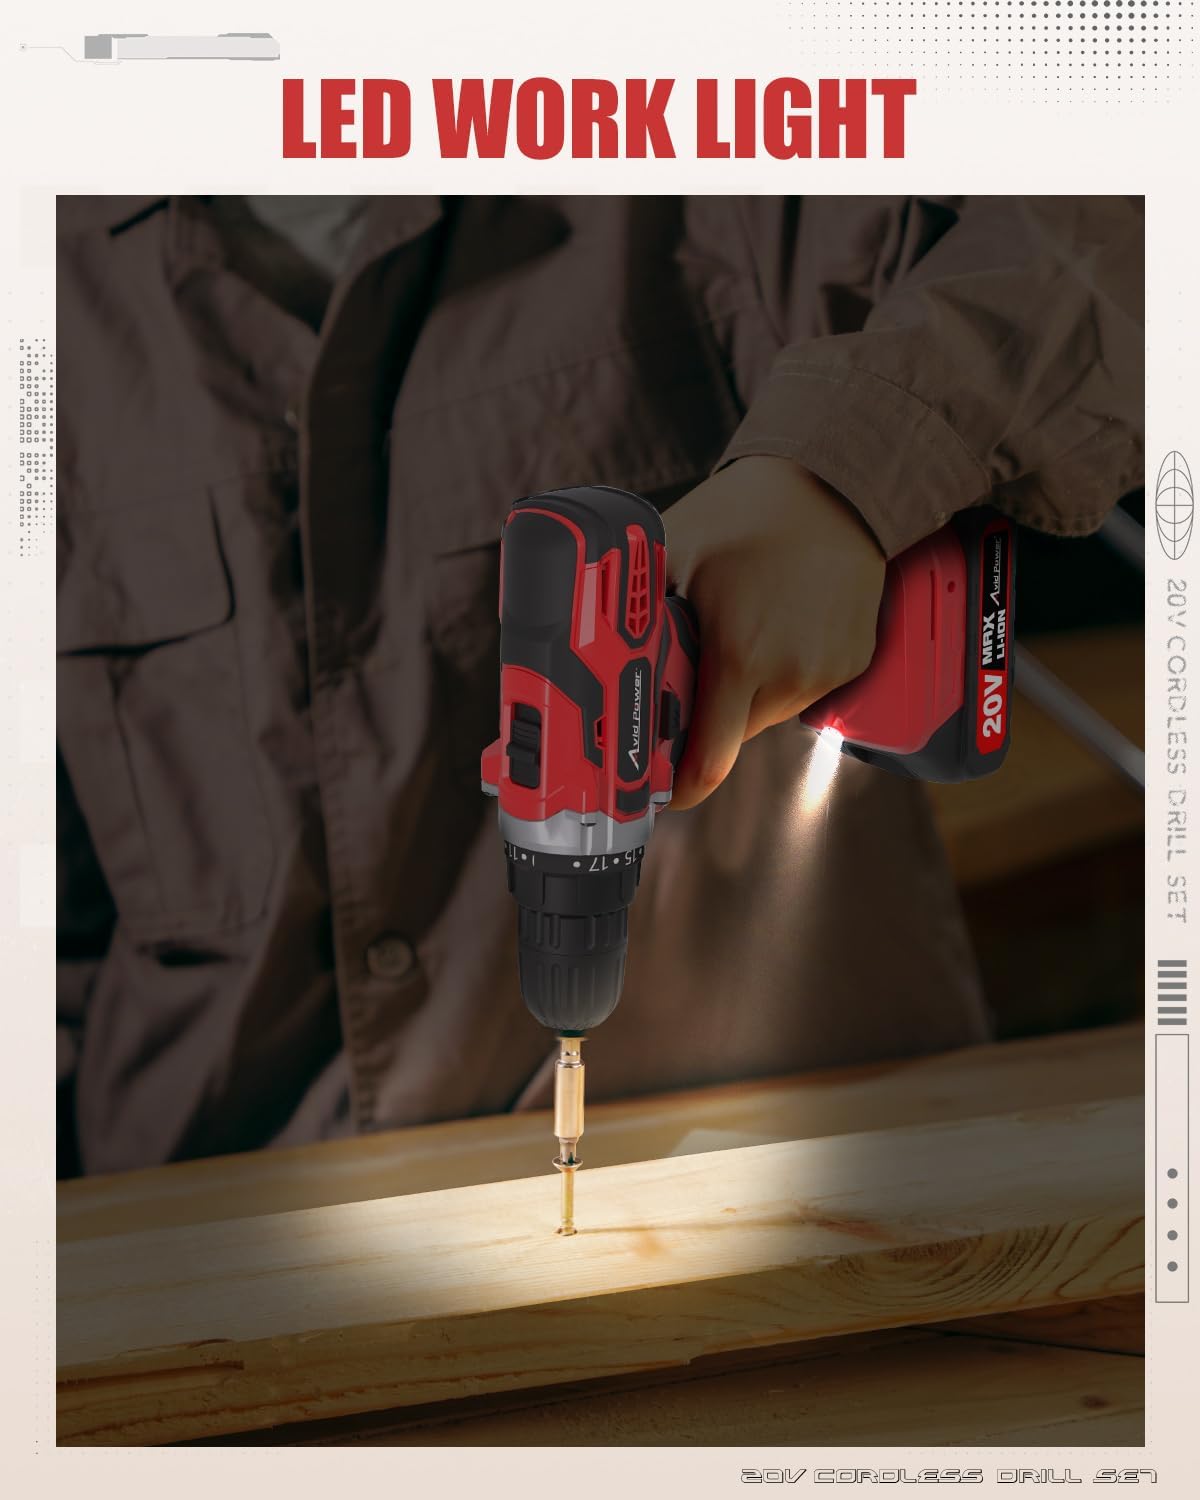 LED WORK LIGHT
Avid Power
20V MAX
LI-ION
Avid Power
11
17
15
20V CORDLESS DRILL SET
20V CORDLESS DRILL SET